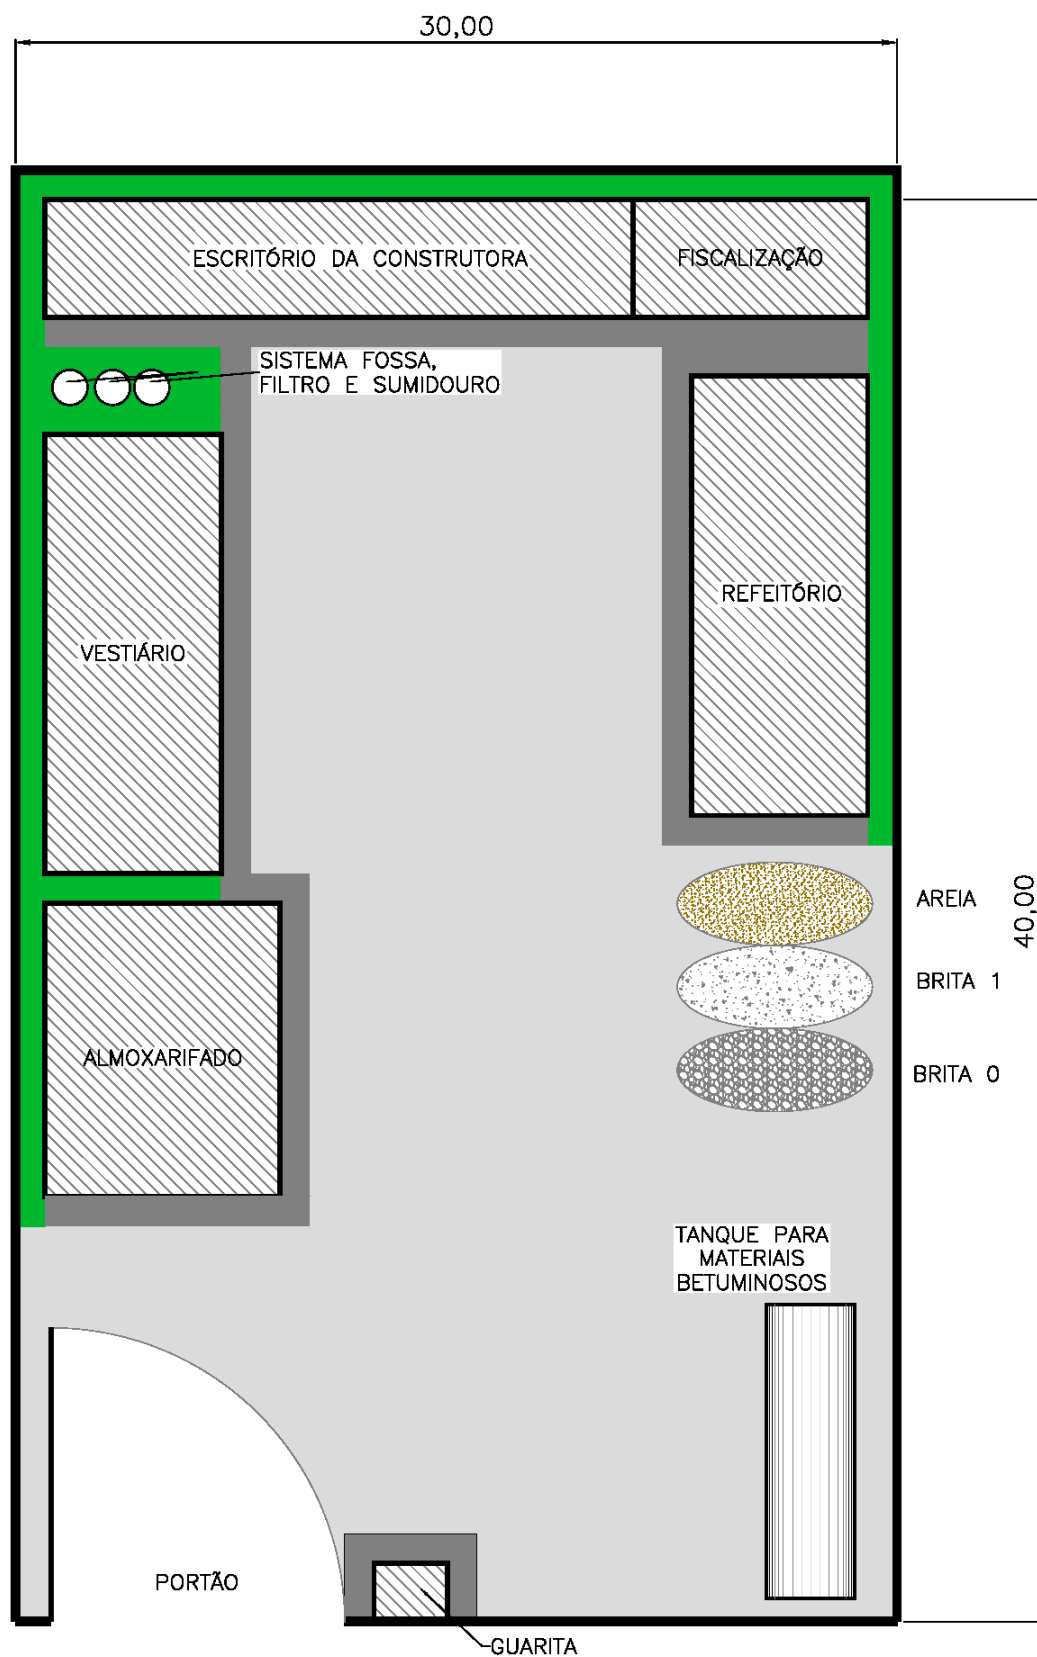 30,00
ESCRITÓRIO DA CONSTRUTORA
FISCALIZAÇÃO
SISTEMA FOSSA,
FILTRO E SUMIDOURO
REFEITÓRIO
VESTIÁRIO
AREIA
40,00
BRITA 1
ALMOXARIFADO
BRITA 0
TANQUE PARA
MATERIAIS
BETUMINOSOS
PORTÃO
GUARITA